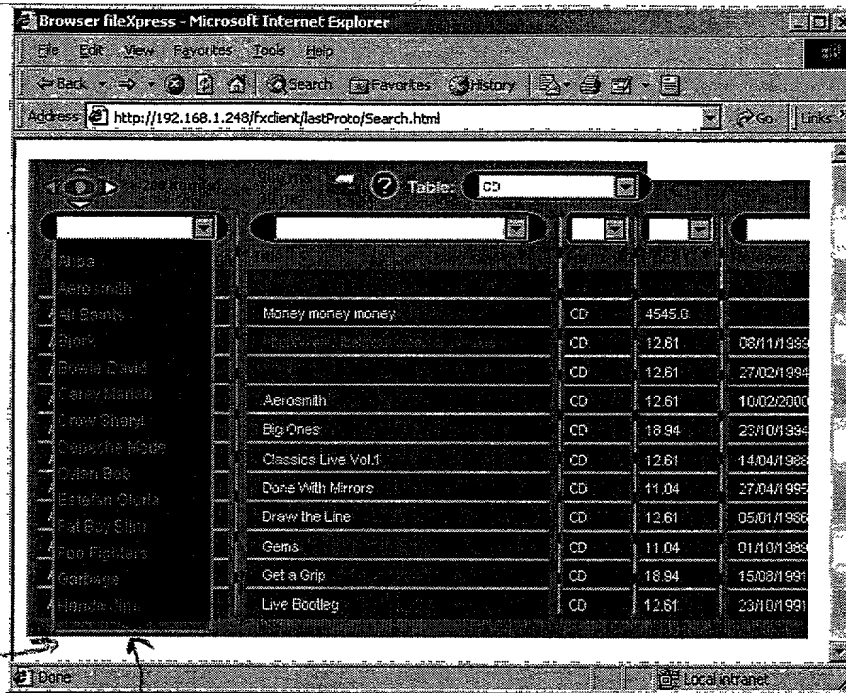 Browser fileXpress - Microsoft Internet Explorer
File Edit View Favorites Tools Help
Back Search Favorites History
Address http://192.168.1.248/fxclient/lastProto/Search.html Go Links
? Table: CD
Abba
Aerosmith
All Saints
Bjork
Bowie David
Carey Mariah
Crow Sheryl
Depeche Mode
Dylan Bob
Estefan Gloria
Fat Boy Slim
Foo Fighters
Garbage
Money money money CD 4545.0
CD 12.61 08/11/1993
CD 12.61 27/02/1994
Aerosmith CD 12.61 10/02/2000
Big Ones CD 18.94 23/10/1994
Classics Live Vol.1 CD 12.61 14/04/1988
Done With Mirrors CD 11.04 27/04/1995
Draw the Line CD 12.61 05/01/1986
Gems CD 11.04 01/10/1989
Get a Grip CD 18.94 15/08/1991
Live Bootleg CD 12.61 23/10/1991
Done Local intranet